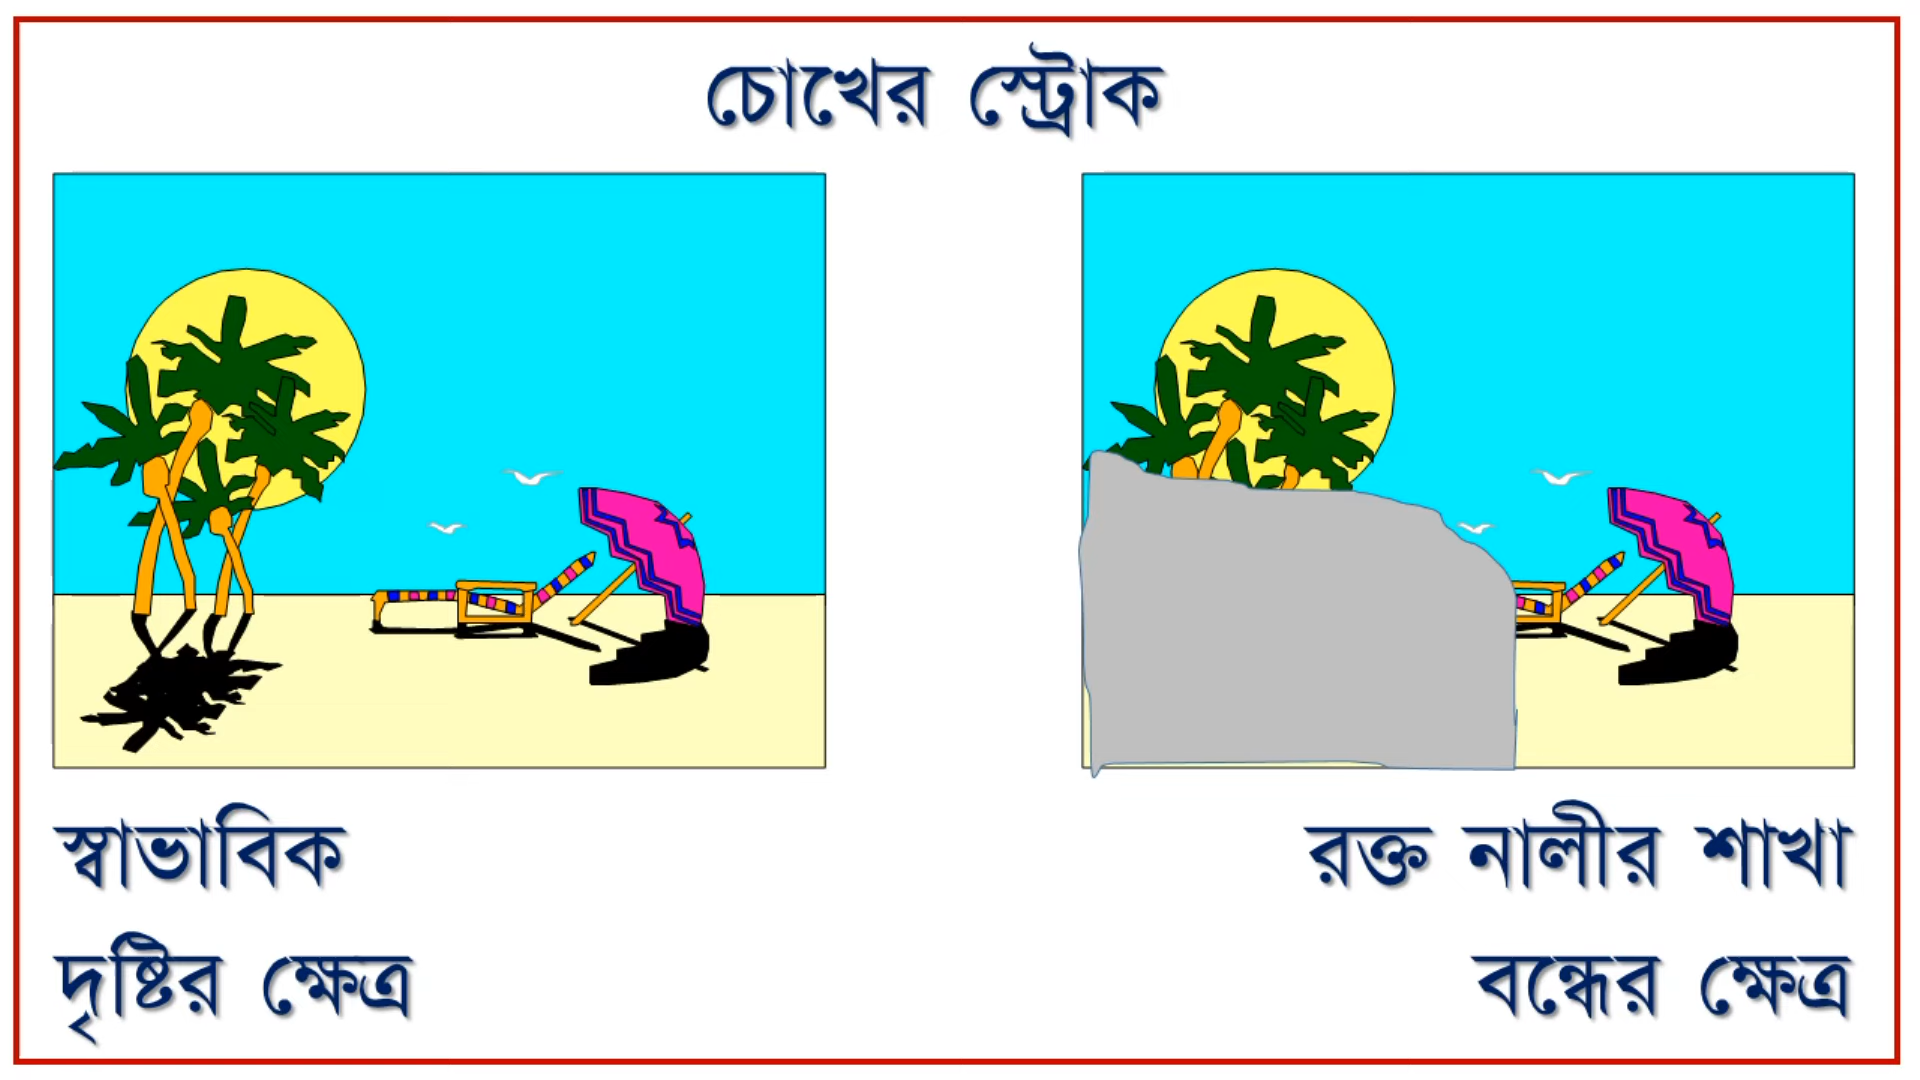 চোখের স্ট্রোক
স্বাভাবিক
দৃষ্টির ক্ষেত্র
রক্ত নালীর শাখা
বন্ধের ক্ষেত্র